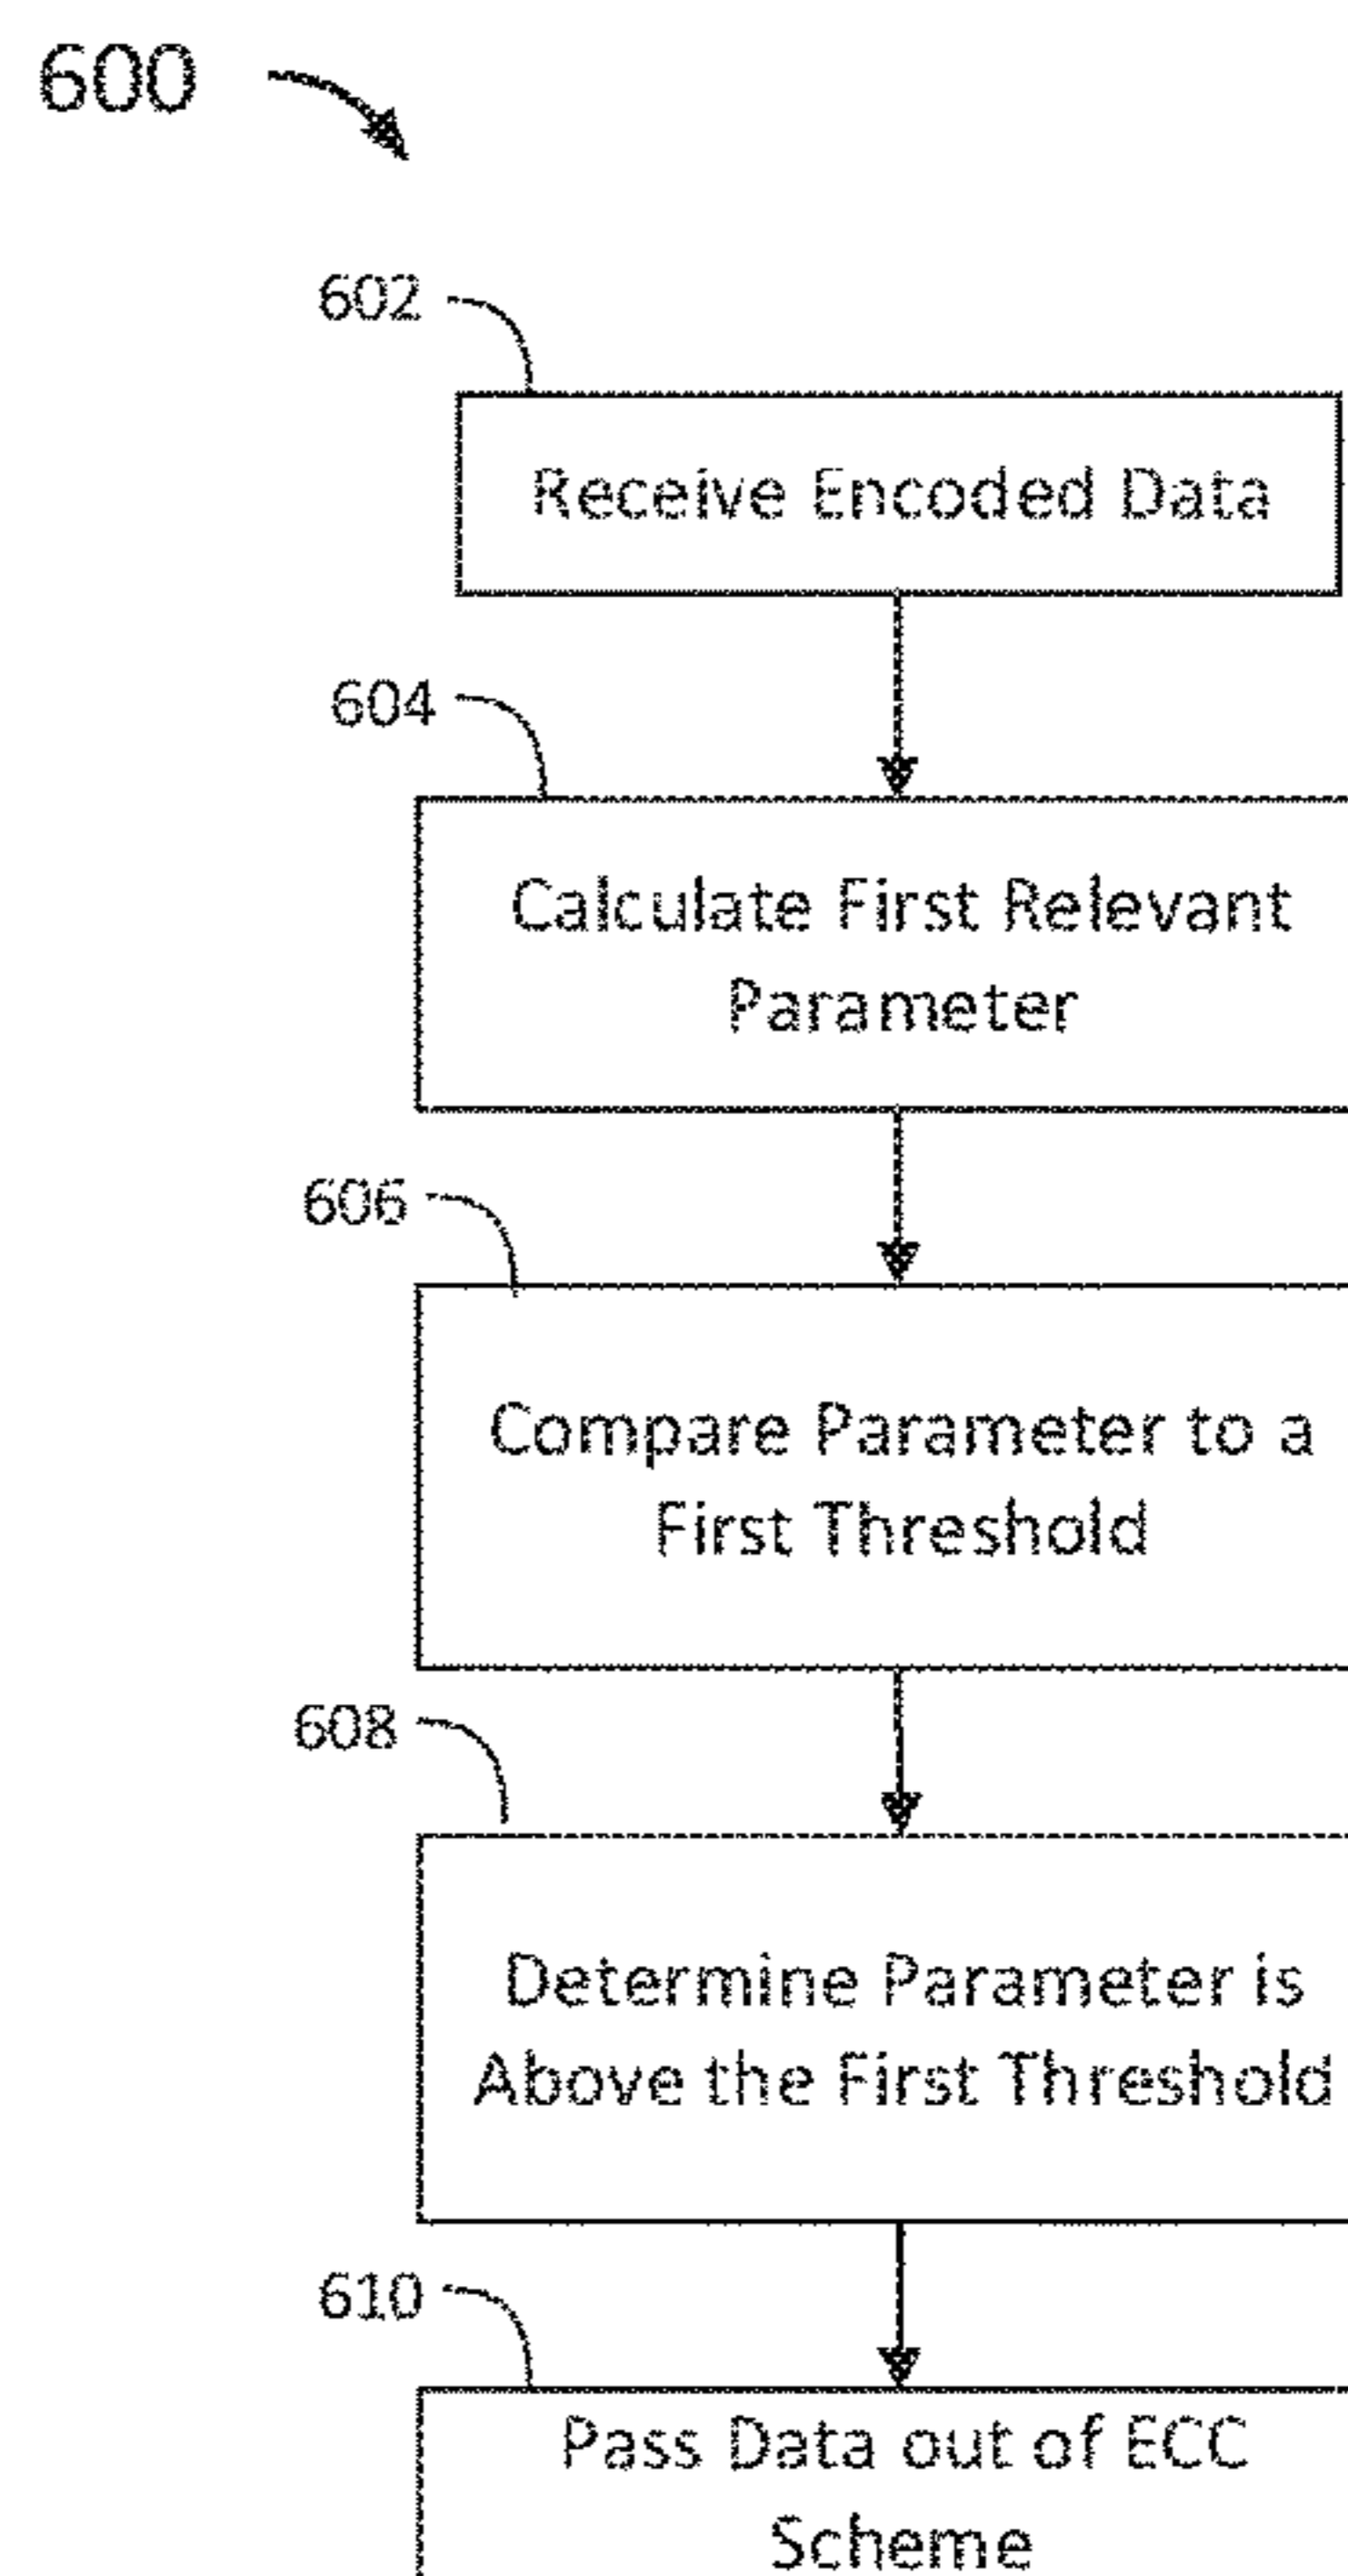 600
602
Receive Encoded Data
604
Calculate First Relevant
Parameter
606
Compare Parameter to a
First Threshold
608
Determine Parameter is
Above the First Threshold
610
Pass Data out of ECC
Scheme